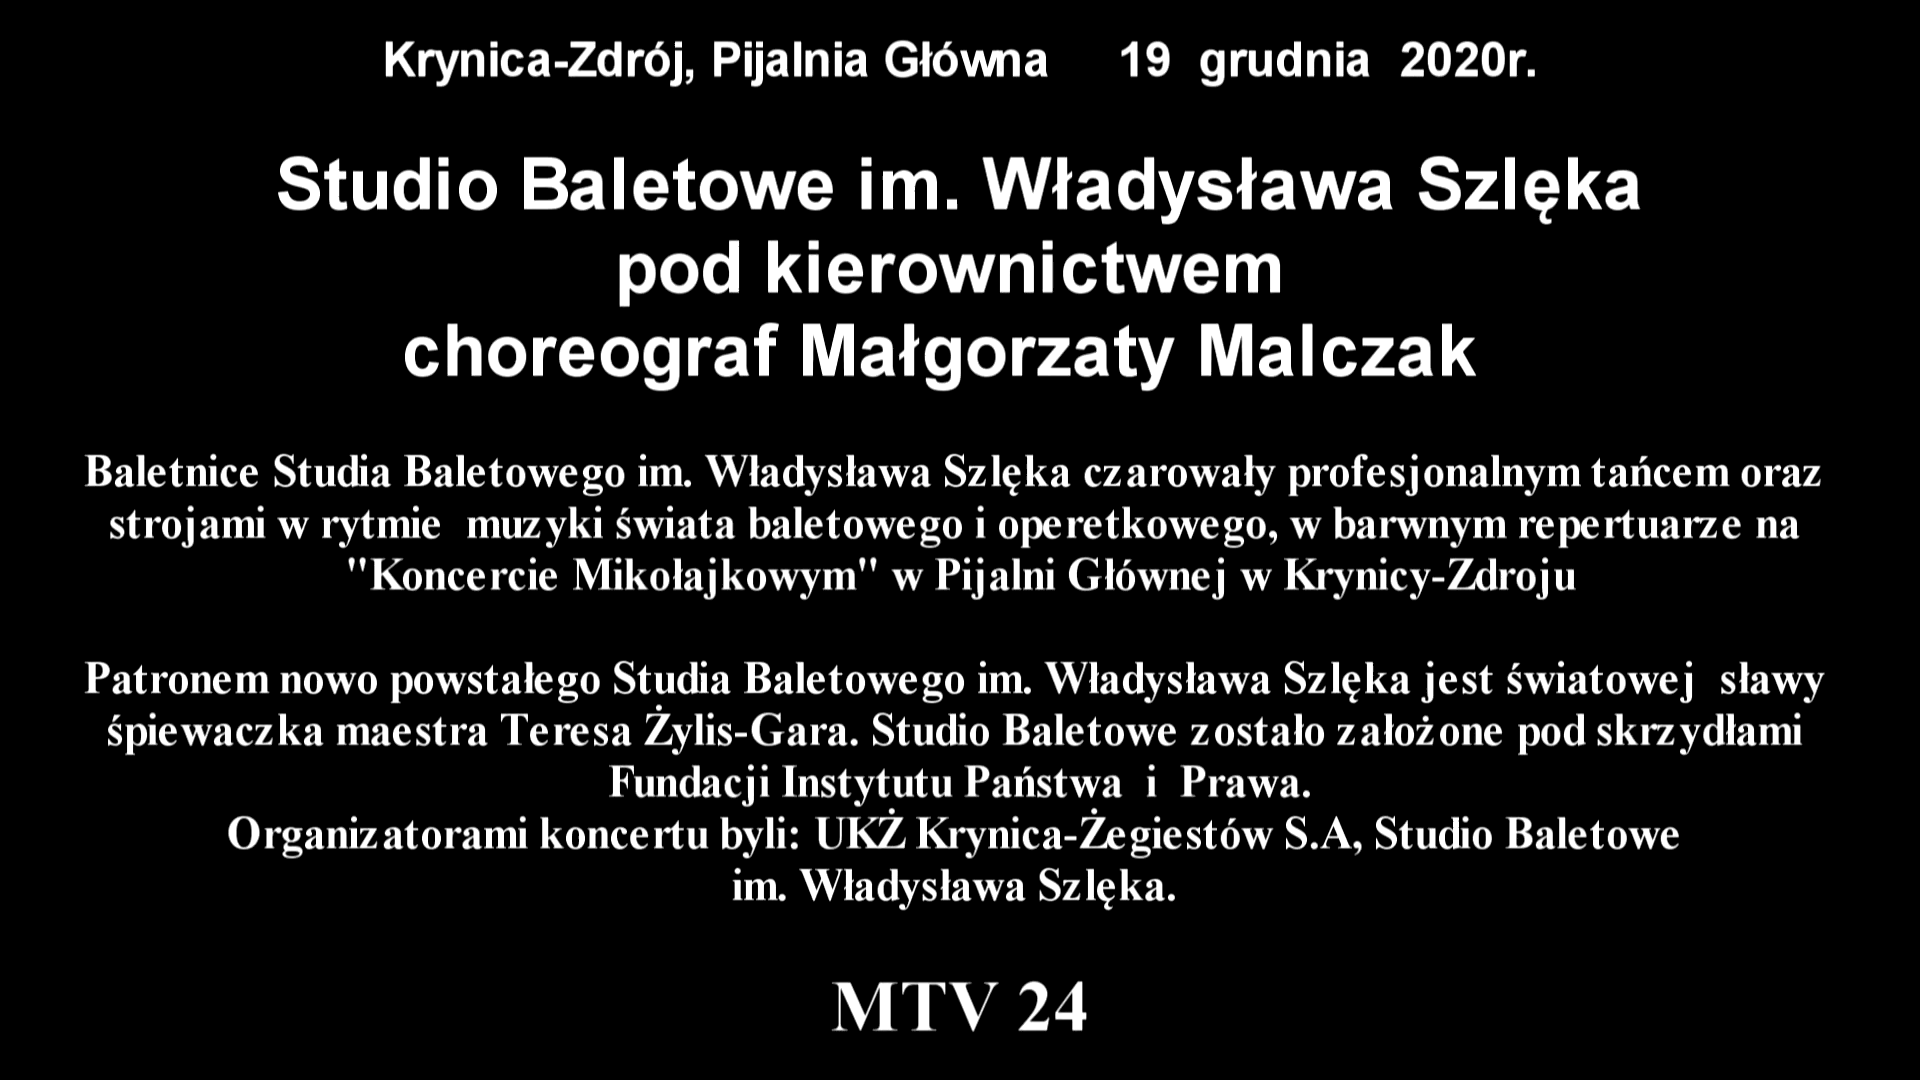 Krynica-Zdrój, Pijalnia Główna 19 grudnia 2020r.
Studio Baletowe im. Władysława Szlęka
pod kierownictwem
choreograf Małgorzaty Malczak
Baletnice Studia Baletowego im. Władysława Szlęka czarowały profesjonalnym tańcem oraz
strojami w rytmie muzyki świata baletowego i operetkowego, w barwnym repertuarze na
"Koncercie Mikołajkowym" w Pijalni Głównej w Krynicy-Zdroju
Patronem nowo powstałego Studia Baletowego im. Władysława Szlęka jest światowej sławy
śpiewaczka maestra Teresa Żylis-Gara. Studio Baletowe zostało założone pod skrzydłami
Fundacji Instytutu Państwa i Prawa.
Organizatorami koncertu byli: UKŻ Krynica-Żegiestów S.A, Studio Baletowe
im. Władysława Szlęka.
MTV 24